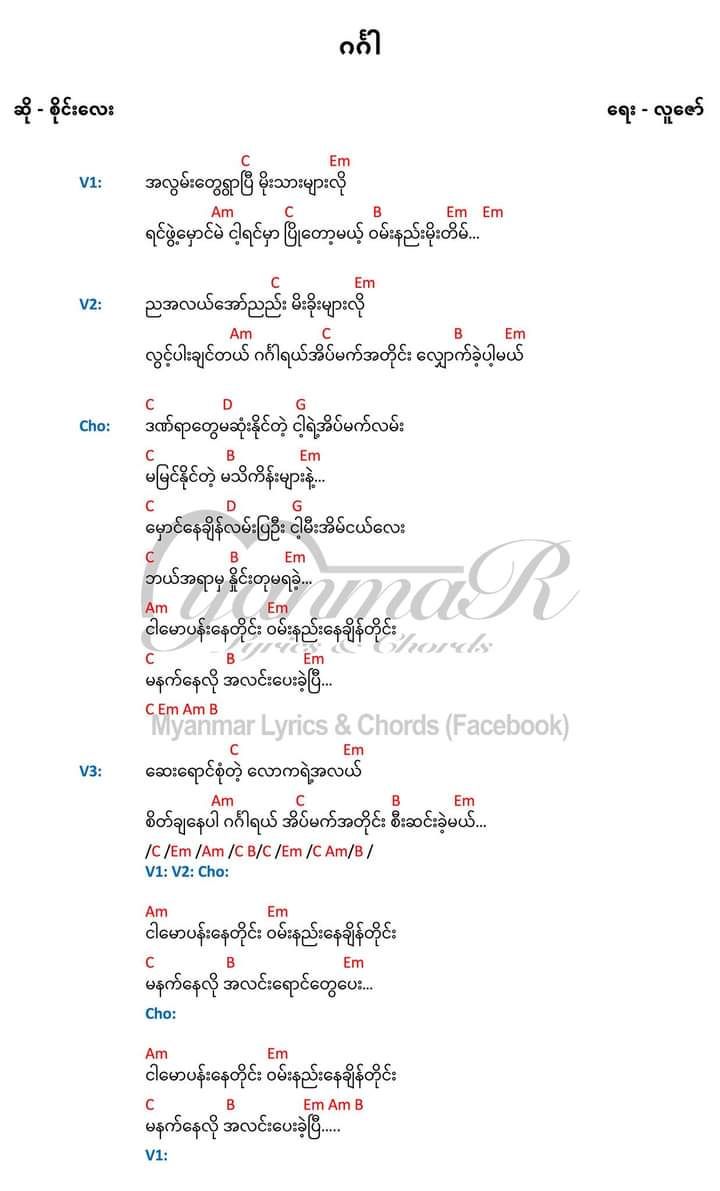 ဂင်္ဂါ
ဆို - စိုင်းလေး ရေး - လူဇော်
C Em
V1: အလွမ်းတွေရွာပြီ မိုးသားများလို
Am C B Em Em
ရင်ဖွဲ့မှောင်မဲ ငါ့ရင်မှာ ပြိုတော့မယ့် ဝမ်းနည်းမိုးတိမ်...
C Em
V2: ညအလယ်အော်ညည်း မိးခိုးများလို
Am C B Em
လွင့်ပါးချင်တယ် ဂင်္ဂါရယ်အိပ်မက်အတိုင်း လျှောက်ခဲ့ပါ့မယ်
C D G
Cho: ဒဏ်ရာတွေမဆုံးနိုင်တဲ့ ငါ့ရဲ့အိပ်မက်လမ်း
C B Em
မမြင်နိုင်တဲ့ မသိကိန်းများနဲ့...
C D G
မှောင်နေချိန်လမ်းပြဦး ငါ့မီးအိမ်ငယ်လေး
C B Em
ဘယ်အရာမှ နှိုင်းတုမရခဲ့...
Am Em
ငါမောပန်းနေတိုင်း ဝမ်းနည်းနေချိန်တိုင်း
C B Em
မနက်နေလို အလင်းပေးခဲ့ပြီ...
C Em Am B
MyanmaR
Lyrics & Chords
Myanmar Lyrics & Chords (Facebook)
C Em
V3: ဆေးရောင်စုံတဲ့ လောကရဲ့အလယ်
Am C B Em
စိတ်ချနေပါ ဂင်္ဂါရယ် အိပ်မက်အတိုင်း စီးဆင်းခဲ့မယ်...
/C /Em /Am /C B/C /Em /C Am/B /
V1: V2: Cho:
Am Em
ငါမောပန်းနေတိုင်း ဝမ်းနည်းနေချိန်တိုင်း
C B Em
မနက်နေလို အလင်းရောင်တွေပေး...
Cho:
Am Em
ငါမောပန်းနေတိုင်း ဝမ်းနည်းနေချိန်တိုင်း
C B Em Am B
မနက်နေလို အလင်းပေးခဲ့ပြီ.....
V1: